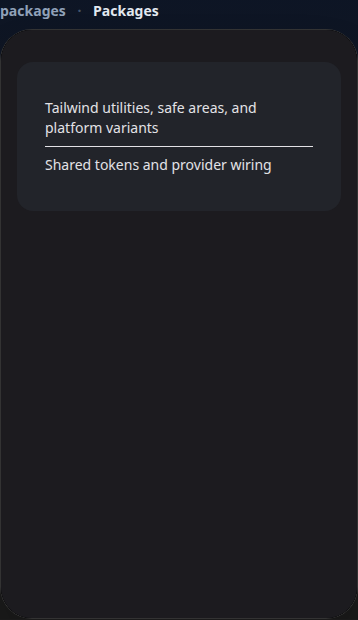 packages · Packages
Tailwind utilities, safe areas, and
platform variants
Shared tokens and provider wiring